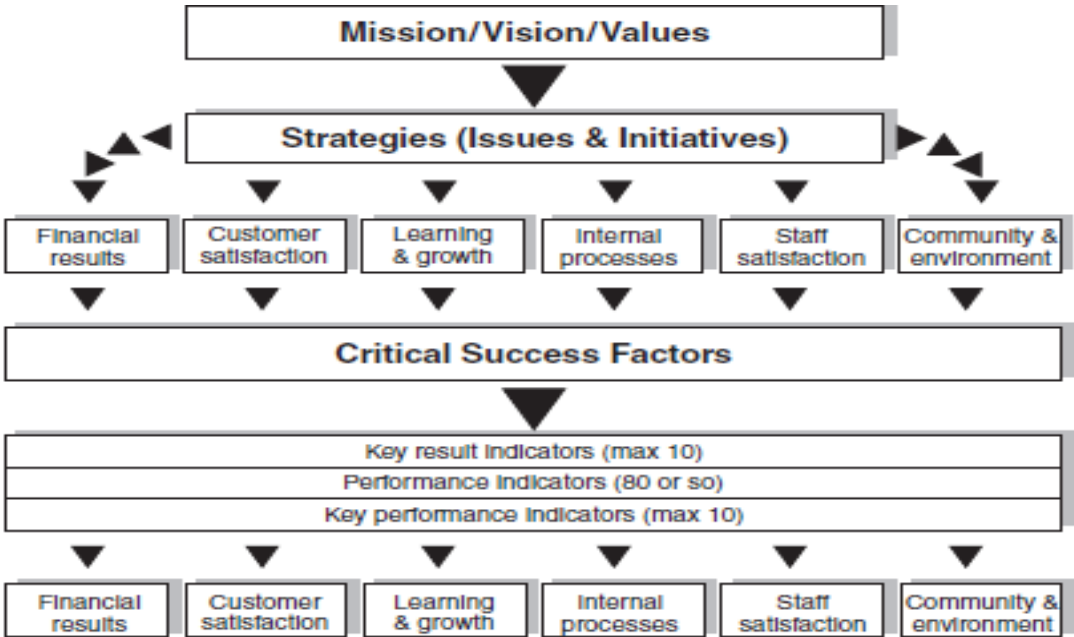 Mission/Vision/Values
Strategies (Issues & Initiatives)
Financial
results
Customer
satisfaction
Learning
& growth
Internal
processes
Staff
satisfaction
Community &
environment
Critical Success Factors
Key result indicators (max 10)
Performance indicators (80 or so)
Key performance indicators (max 10)
Financial
results
Customer
satisfaction
Learning
& growth
Internal
processes
Staff
satisfaction
Community &
environment